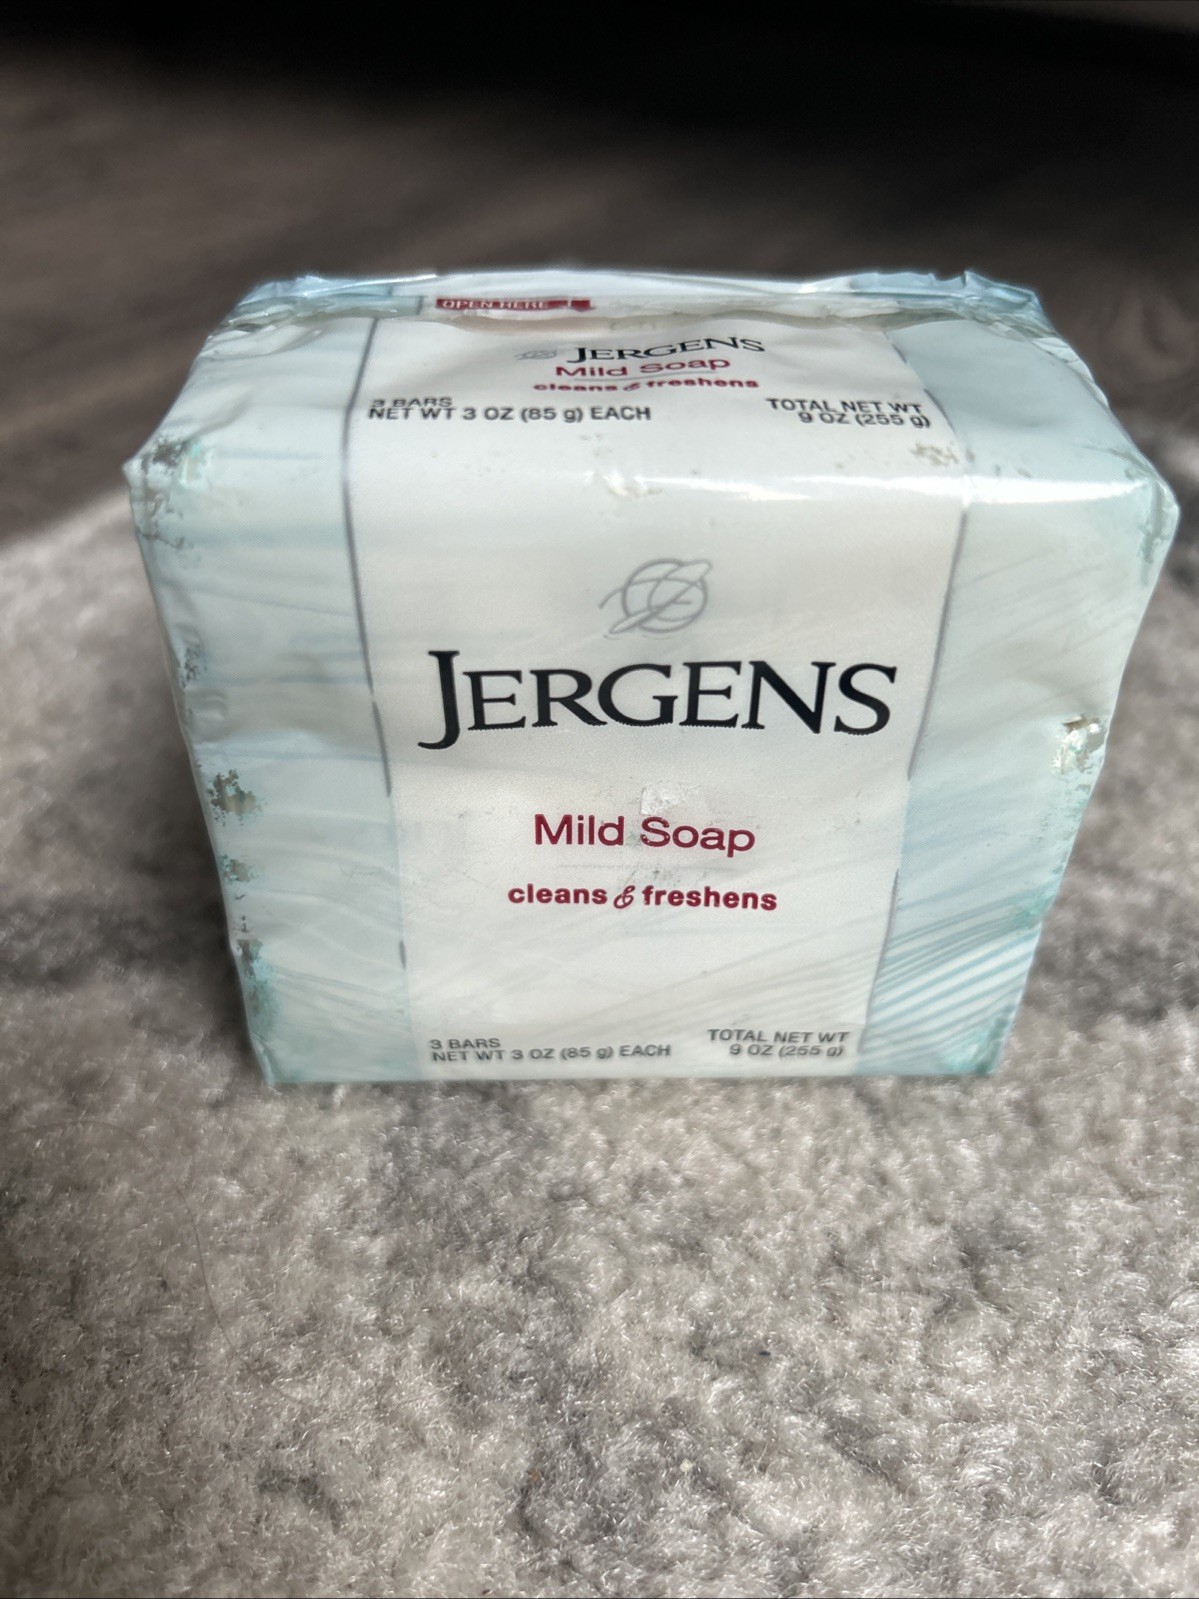 OPEN HERE
JERGENS
Mild Soap
cleans & freshens
3 BARS
NET WT 3 OZ (85 g) EACH
TOTAL NET WT
9 OZ (255 g)
JERGENS
Mild Soap
cleans & freshens
3 BARS
NET WT 3 OZ (85 g) EACH
TOTAL NET WT
9 OZ (255 g)